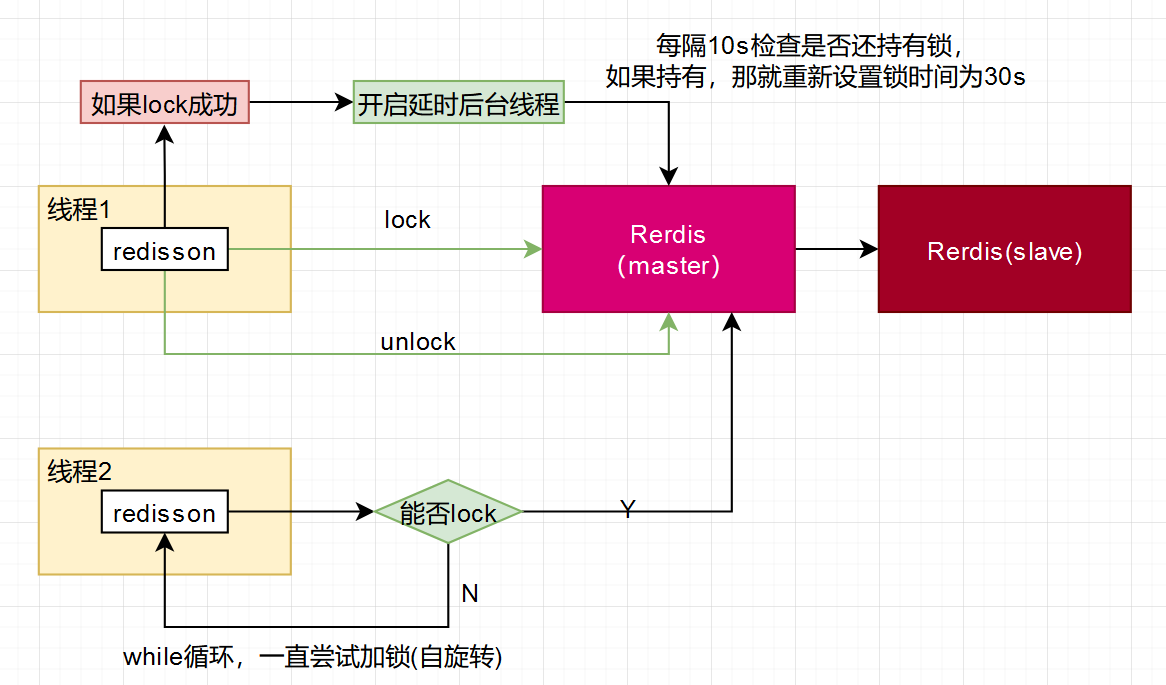 每隔10s检查是否还持有锁，
如果持有，那就重新设置锁时间为30s
如果lock成功
开启延时后台线程
线程1
redisson
lock
Rerdis
(master)
Rerdis(slave)
unlock
线程2
redisson
能否lock
Y
N
while循环，一直尝试加锁(自旋转)